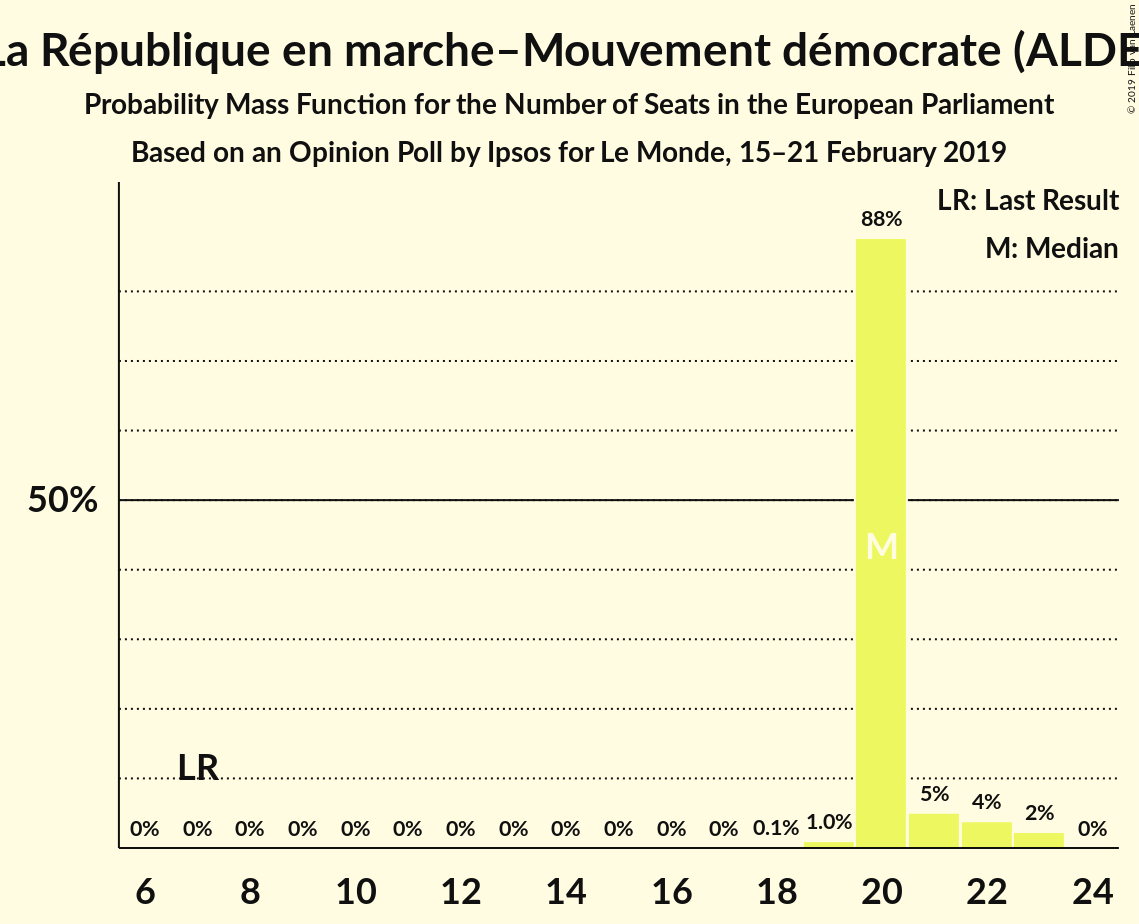 La République en marche–Mouvement démocrate (ALDE
Probability Mass Function for the Number of Seats in the European Parliament
Based on an Opinion Poll by Ipsos for Le Monde, 15–21 February 2019
© 2019
LR: Last Result
M: Median
88%
50%
M
LR
0% 0% 0% 0% 0% 0% 0% 0% 0% 0% 0% 0% 0.1% 1.0% 5% 4% 2% 0%
6 8 10 12 14 16 18 20 22 24